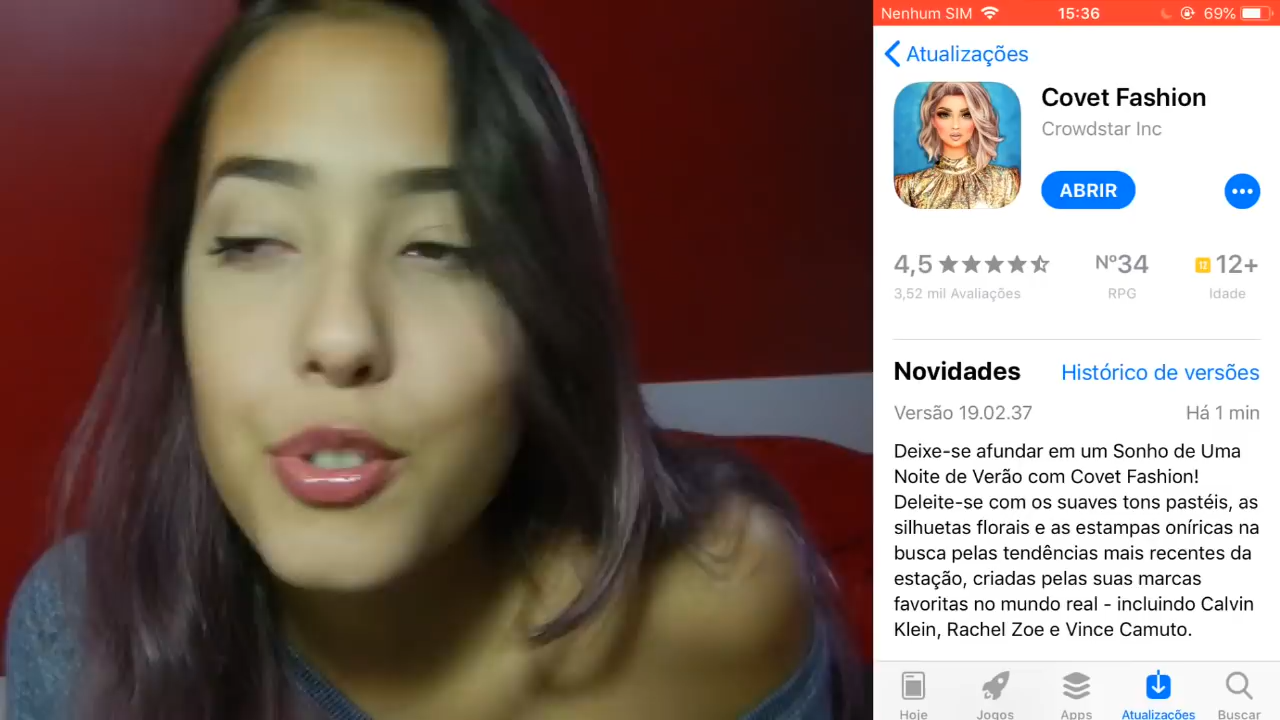 Nenhum SIM 15:36 69%
Atualizações
Covet Fashion
Crowdstar Inc
ABRIR
4,5 Nº34 12 12+
3,52 mil Avaliações RPG Idade
Novidades Histórico de versões
Versão 19.02.37 Há 1 min
Deixe-se afundar em um Sonho de Uma
Noite de Verão com Covet Fashion!
Deleite-se com os suaves tons pastéis, as
silhuetas florais e as estampas oníricas na
busca pelas tendências mais recentes da
estação, criadas pelas suas marcas
favoritas no mundo real - incluindo Calvin
Klein, Rachel Zoe e Vince Camuto.
Hoje Jogos Apps Atualizações Buscar